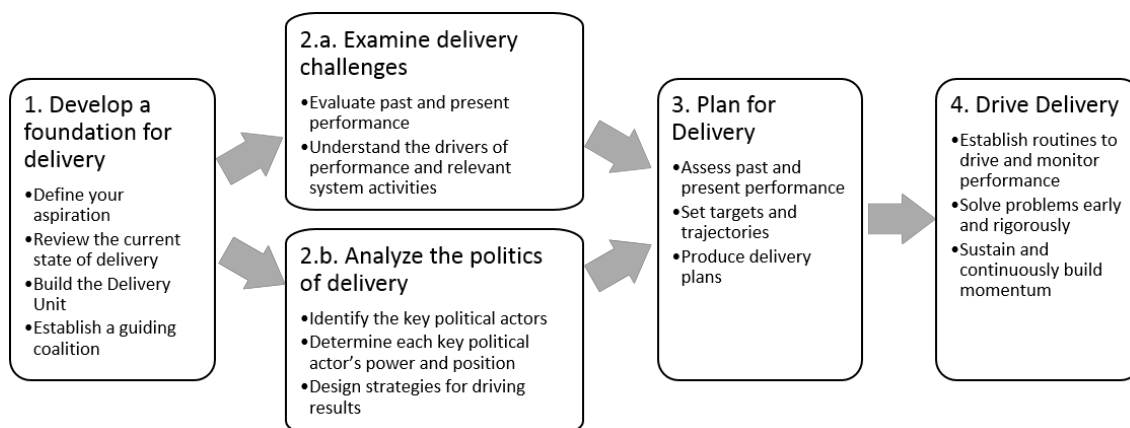 1. Develop a
foundation for
delivery
•Define your
aspiration
•Review the current
state of delivery
•Build the Delivery
Unit
•Establish a guiding
coalition
2.a. Examine delivery
challenges
•Evaluate past and present
performance
•Understand the drivers of
performance and relevant
system activities
2.b. Analyze the politics
of delivery
•Identify the key political actors
•Determine each key political
actor’s power and position
•Design strategies for driving
results
3. Plan for
Delivery
•Assess past and
present performance
•Set targets and
trajectories
•Produce delivery
plans
4. Drive Delivery
•Establish routines to
drive and monitor
performance
•Solve problems early
and rigorously
•Sustain and
continuously build
momentum